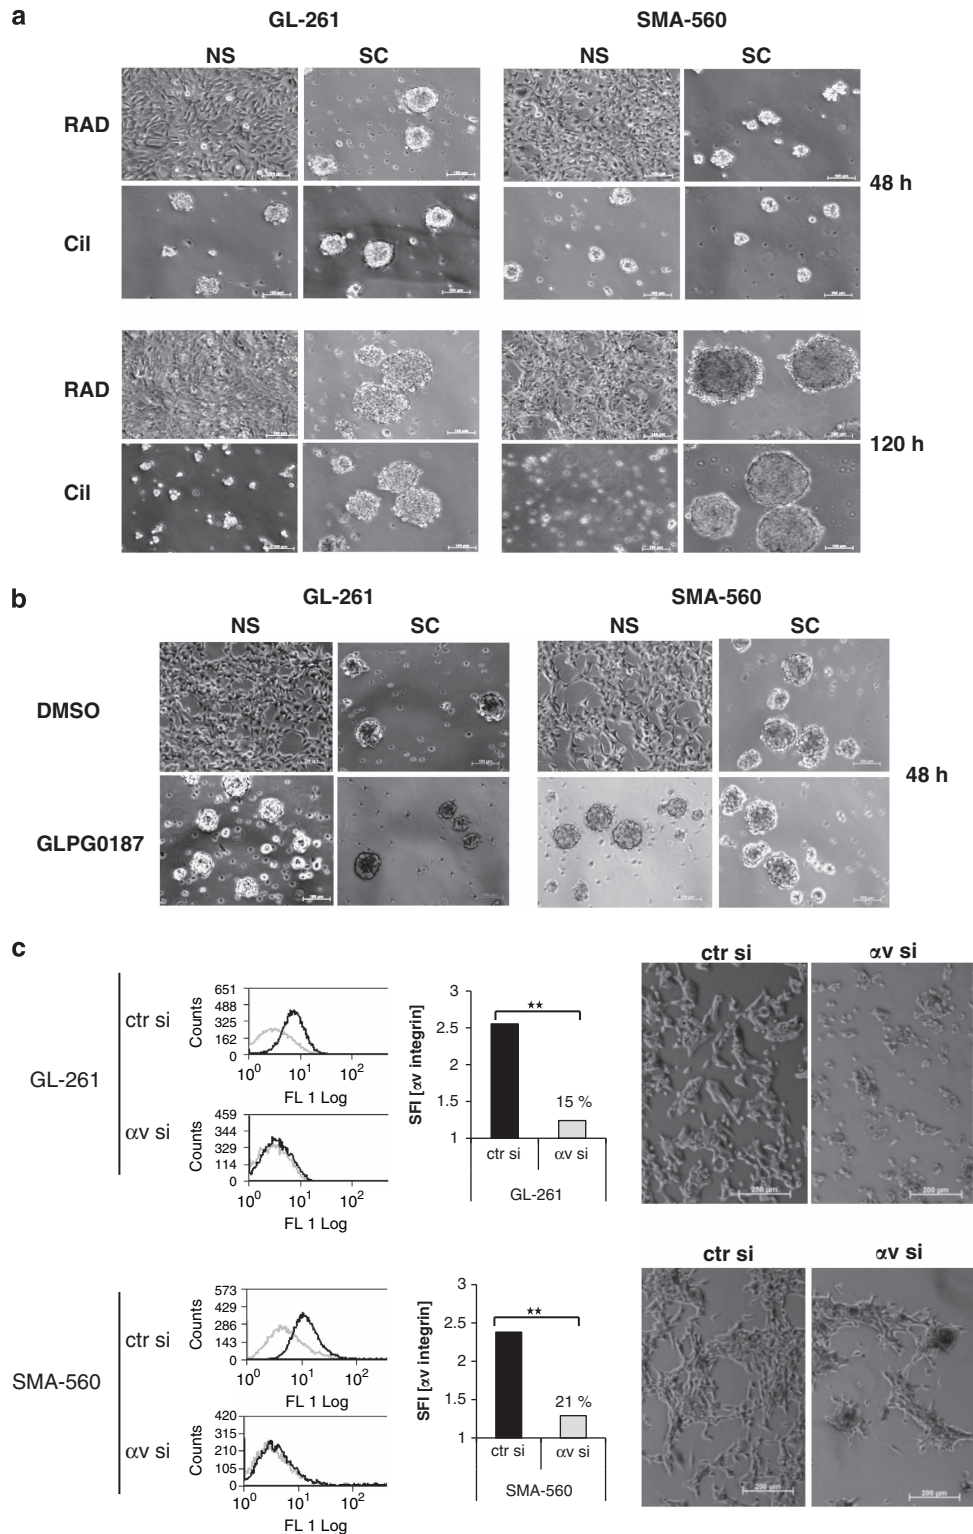 a
GL-261 SMA-560
NS SC NS SC
RAD
48 h
Cil
RAD
120 h
Cil
b
GL-261 SMA-560
NS SC NS SC
DMSO
48 h
GLPG0187
c
GL-261
ctr si
Counts
651
488
325
162
0
10⁰ 10¹ 10²
FL 1 Log
αv si
Counts
459
344
329
114
0
10⁰ 10¹ 10²
FL 1 Log
SFI [αv integrin]
3
2.5
2
1.5
1
★★
15 %
ctr si αv si
GL-261
ctr si αv si
200 μm
SMA-560
ctr si
Counts
573
429
286
143
0
10⁰ 10¹ 10²
FL 1 Log
αv si
Counts
420
315
210
105
0
10⁰ 10¹ 10²
FL 1 Log
SFI [αv integrin]
3
2.5
2
1.5
1
★★
21 %
ctr si αv si
SMA-560
ctr si αv si
200 μm
200 μm